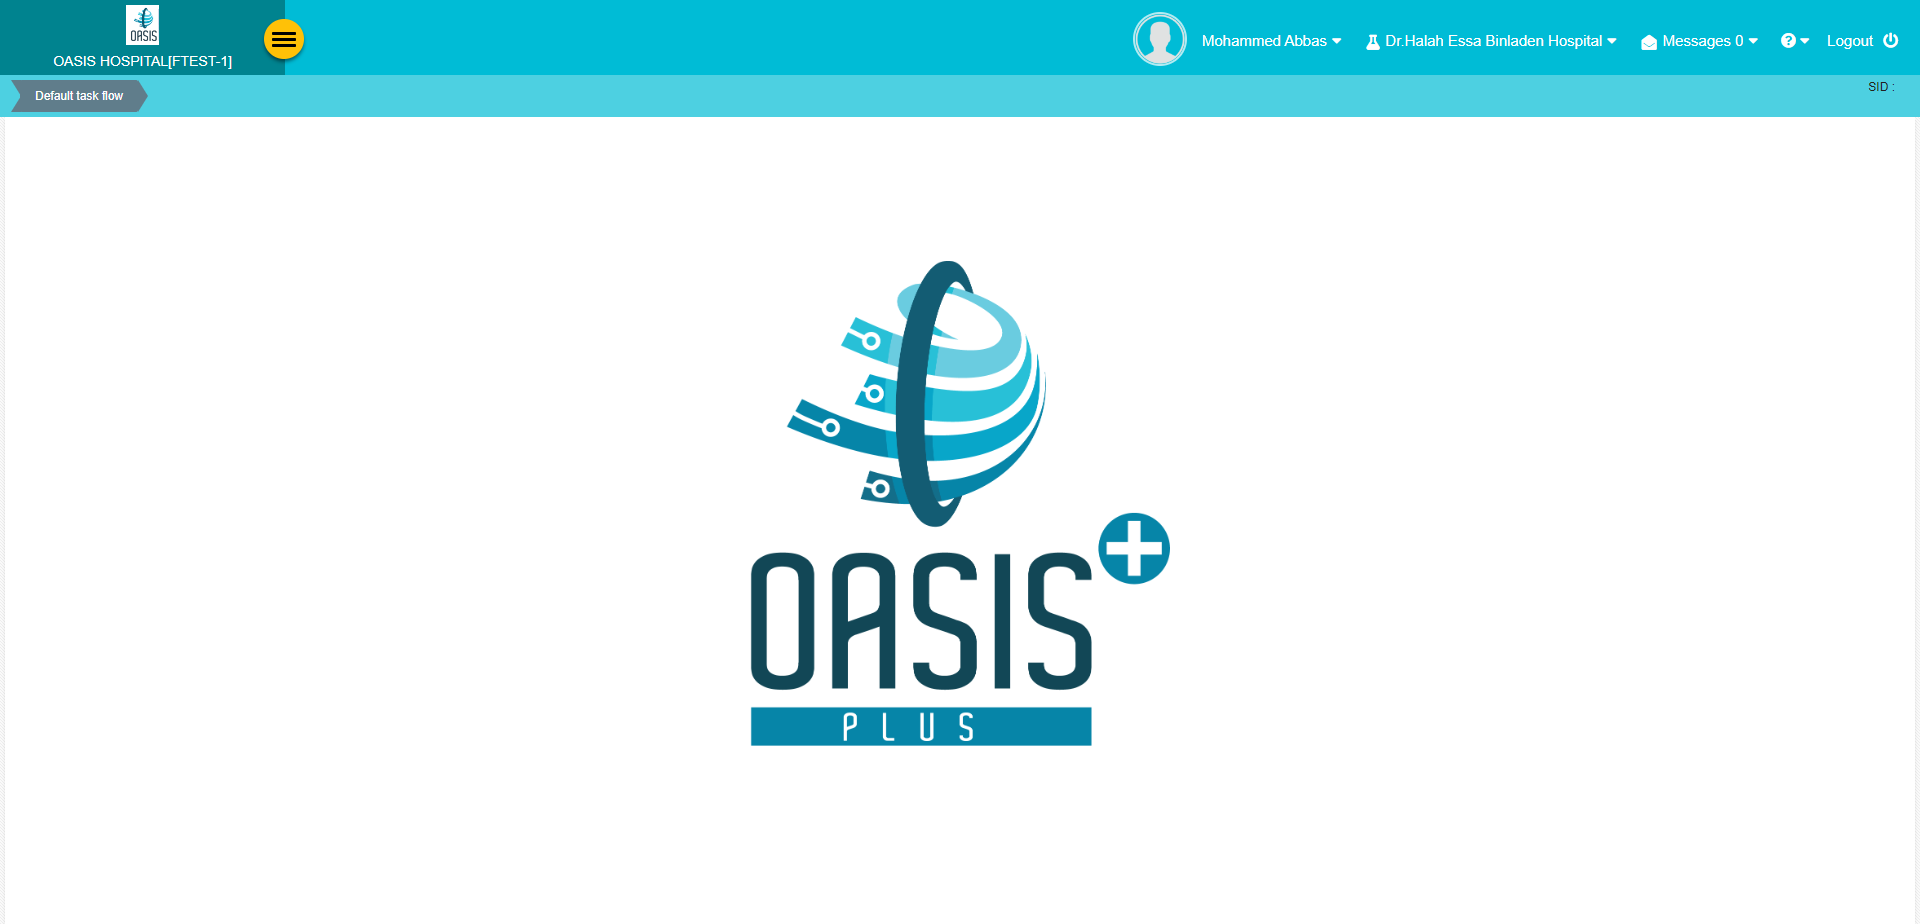 OASIS
OASIS HOSPITAL[FTEST-1]
Mohammed Abbas
Dr.Halah Essa Binladen Hospital
Messages 0
Logout
Default task flow
SID :
OASIS
PLUS